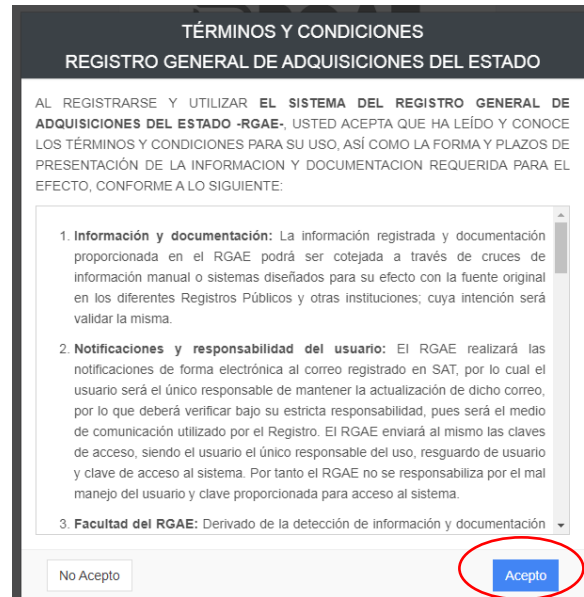 TÉRMINOS Y CONDICIONES
REGISTRO GENERAL DE ADQUISICIONES DEL ESTADO
AL REGISTRARSE Y UTILIZAR EL SISTEMA DEL REGISTRO GENERAL DE
ADQUISICIONES DEL ESTADO -RGAE-, USTED ACEPTA QUE HA LEÍDO Y CONOCE
LOS TÉRMINOS Y CONDICIONES PARA SU USO, ASÍ COMO LA FORMA Y PLAZOS DE
PRESENTACIÓN DE LA INFORMACION Y DOCUMENTACION REQUERIDA PARA EL
EFECTO, CONFORME A LO SIGUIENTE:
1. Información y documentación: La información registrada y documentación
proporcionada en el RGAE podrá ser cotejada a través de cruces de
información manual o sistemas diseñados para su efecto con la fuente original
en los diferentes Registros Públicos y otras instituciones; cuya intención será
validar la misma.
2. Notificaciones y responsabilidad del usuario: El RGAE realizará las
notificaciones de forma electrónica al correo registrado en SAT, por lo cual el
usuario será el único responsable de mantener la actualización de dicho correo,
por lo que deberá verificar bajo su estricta responsabilidad, pues será el medio
de comunicación utilizado por el Registro. El RGAE enviará al mismo las claves
de acceso, siendo el usuario el único responsable del uso, resguardo de usuario
y clave de acceso al sistema. Por tanto el RGAE no se responsabiliza por el mal
manejo del usuario y clave proporcionada para acceso al sistema.
3. Facultad del RGAE: Derivado de la detección de información y documentación
No Acepto
Acepto